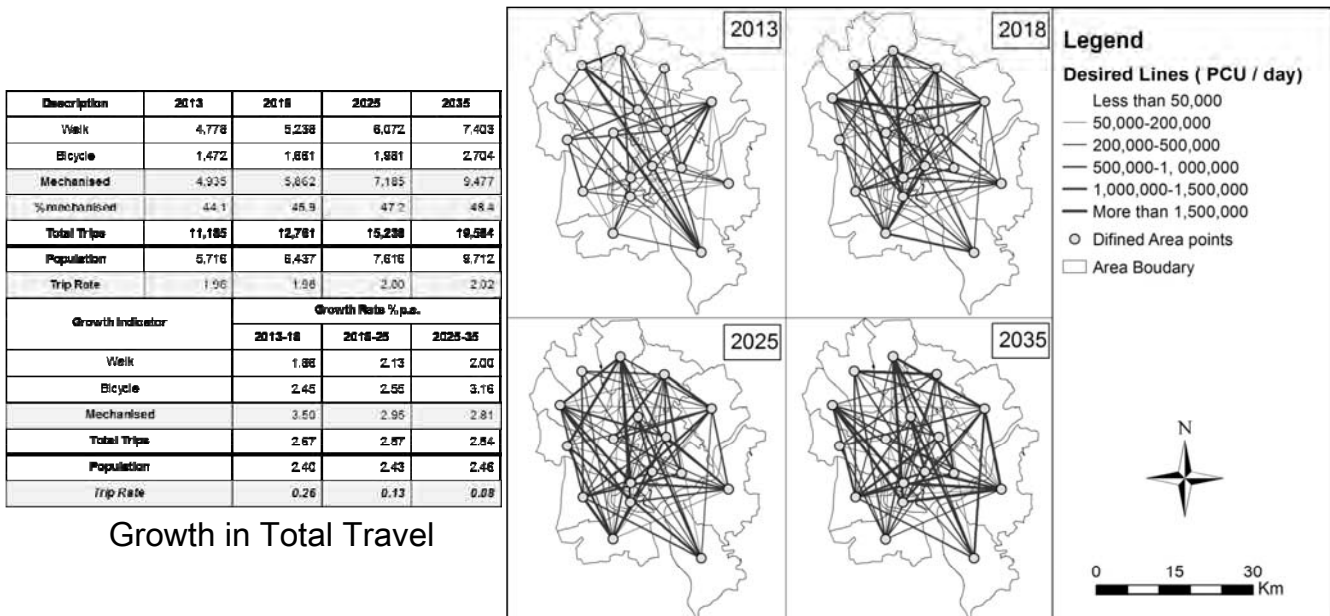 Description 2013 2018 2025 2035
Walk 4,778 5,238 6,072 7,403
Bicycle 1,472 1,661 1,981 2,704
Mechanised 4,935 5,862 7,185 9,477
%mechanised 44.1 45.9 47.2 48.4
Total Trips 11,185 12,761 15,238 19,584
Population 5,716 6,437 7,616 9,712
Trip Rate 1.96 1.98 2.00 2.02
Growth Indicator Growth Rate % p.a.
2013-18 2018-25 2025-35
Walk 1.86 2.13 2.00
Bicycle 2.45 2.55 3.16
Mechanised 3.50 2.95 2.81
Total Trips 2.67 2.57 2.54
Population 2.40 2.43 2.46
Trip Rate 0.26 0.13 0.08
Growth in Total Travel
2013
2018
2025
2035
Legend
Desired Lines ( PCU / day)
Less than 50,000
50,000-200,000
200,000-500,000
500,000-1, 000,000
1,000,000-1,500,000
More than 1,500,000
Difined Area points
Area Boudary
N
0 15 30
Km